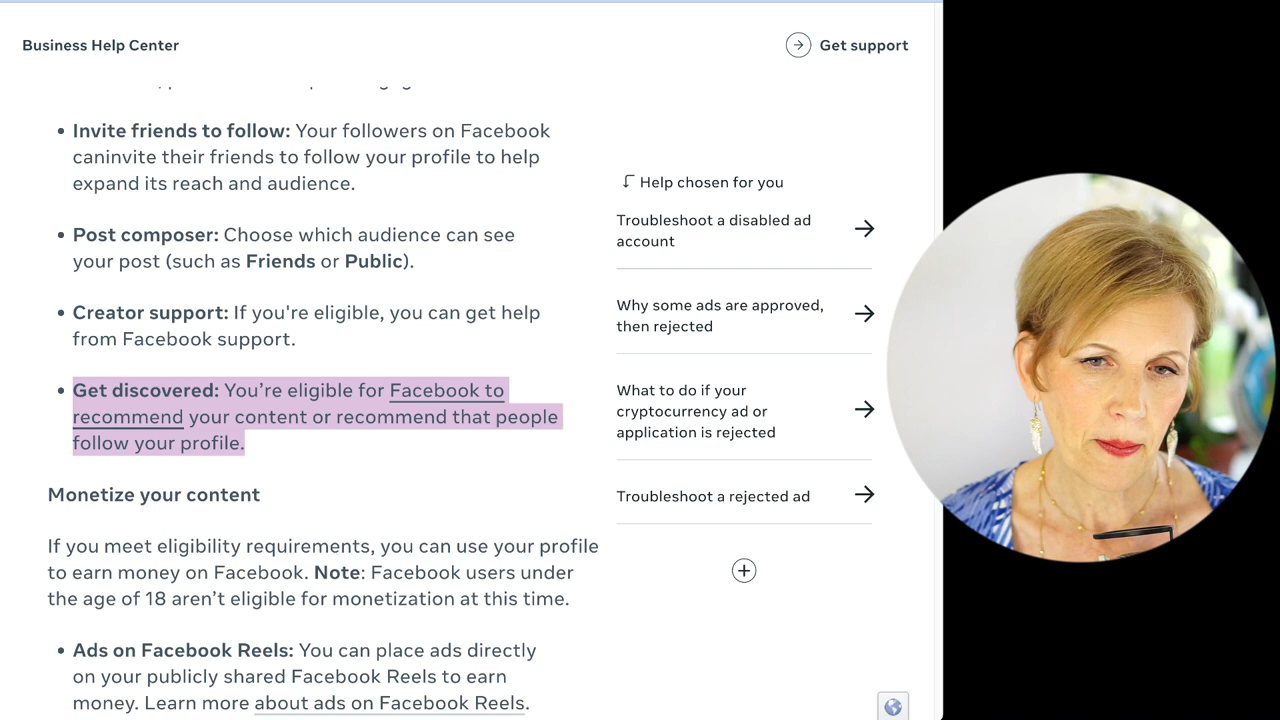 Business Help Center
Get support
• Invite friends to follow: Your followers on Facebook
caninvite their friends to follow your profile to help
expand its reach and audience.
• Post composer: Choose which audience can see
your post (such as Friends or Public).
• Creator support: If you're eligible, you can get help
from Facebook support.
• Get discovered: You’re eligible for Facebook to
recommend your content or recommend that people
follow your profile.
Monetize your content
If you meet eligibility requirements, you can use your profile
to earn money on Facebook. Note: Facebook users under
the age of 18 aren’t eligible for monetization at this time.
• Ads on Facebook Reels: You can place ads directly
on your publicly shared Facebook Reels to earn
money. Learn more about ads on Facebook Reels.
Help chosen for you
Troubleshoot a disabled ad
account
Why some ads are approved,
then rejected
What to do if your
cryptocurrency ad or
application is rejected
Troubleshoot a rejected ad